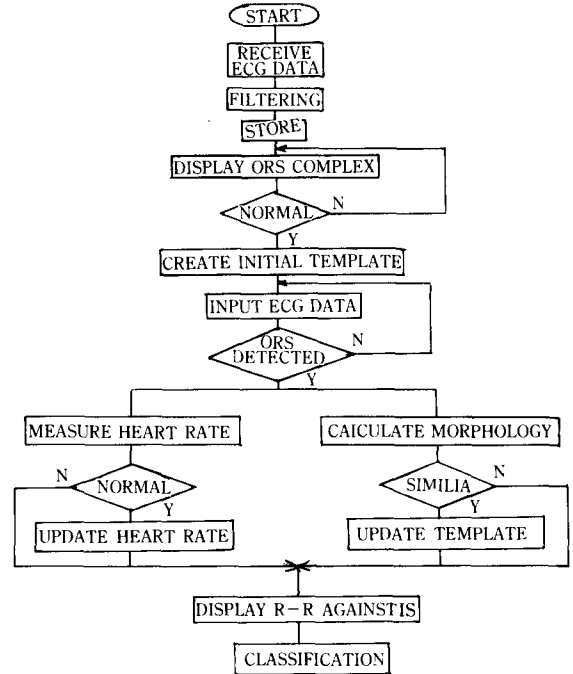 START
RECEIVE
ECG DATA
FILTERING
STORE
DISPLAY ORS COMPLEX
NORMAL
N
Y
CREATE INITIAL TEMPLATE
INPUT ECG DATA
ORS
DETECTED
N
Y
MEASURE HEART RATE
CAICULATE MORPHOLOGY
N
NORMAL
Y
SIMILIA
N
Y
UPDATE HEART RATE
UPDATE TEMPLATE
DISPLAY R-R AGAINSTIS
CLASSIFICATION